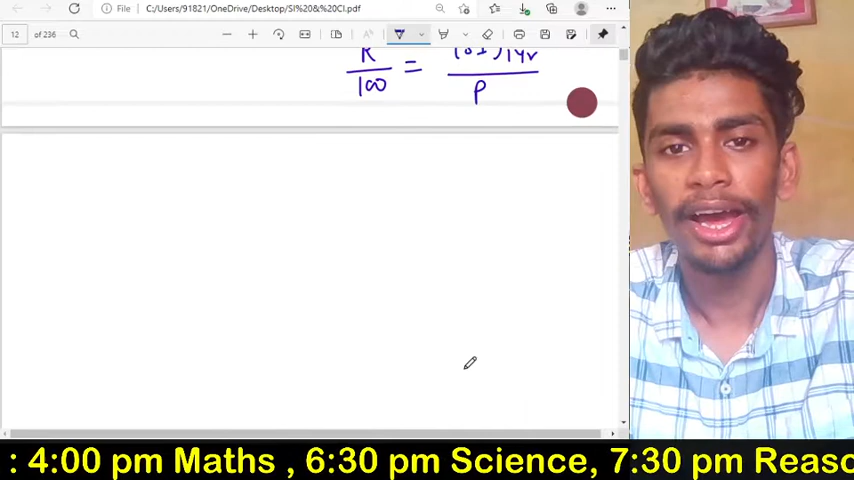 File C:/Users/91821/OneDrive/Desktop/SI%20&%20CI.pdf
12 of 236
R
100 =
P
: 4:00 pm Maths , 6:30 pm Science, 7:30 pm Reaso